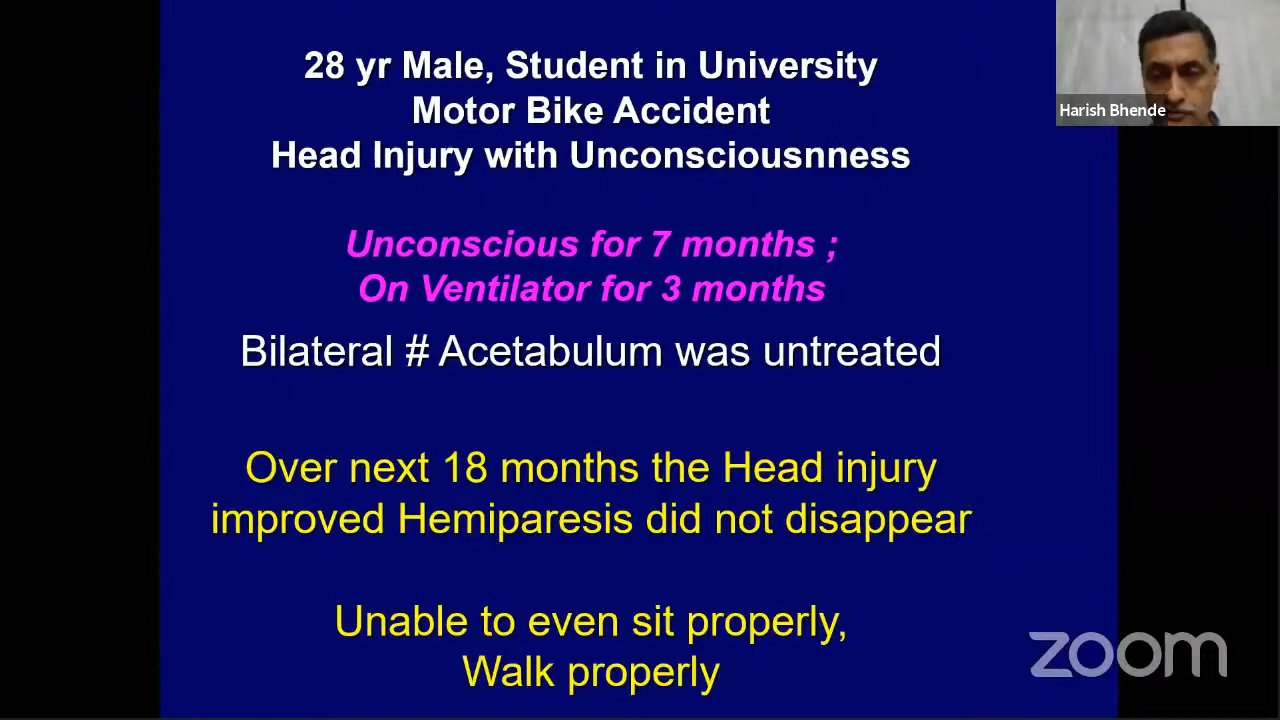 28 yr Male, Student in University
Motor Bike Accident
Head Injury with Unconsciousnness
Unconscious for 7 months ;
On Ventilator for 3 months
Bilateral # Acetabulum was untreated
Over next 18 months the Head injury
improved Hemiparesis did not disappear
Unable to even sit properly,
Walk properly
Harish Bhende
zoom